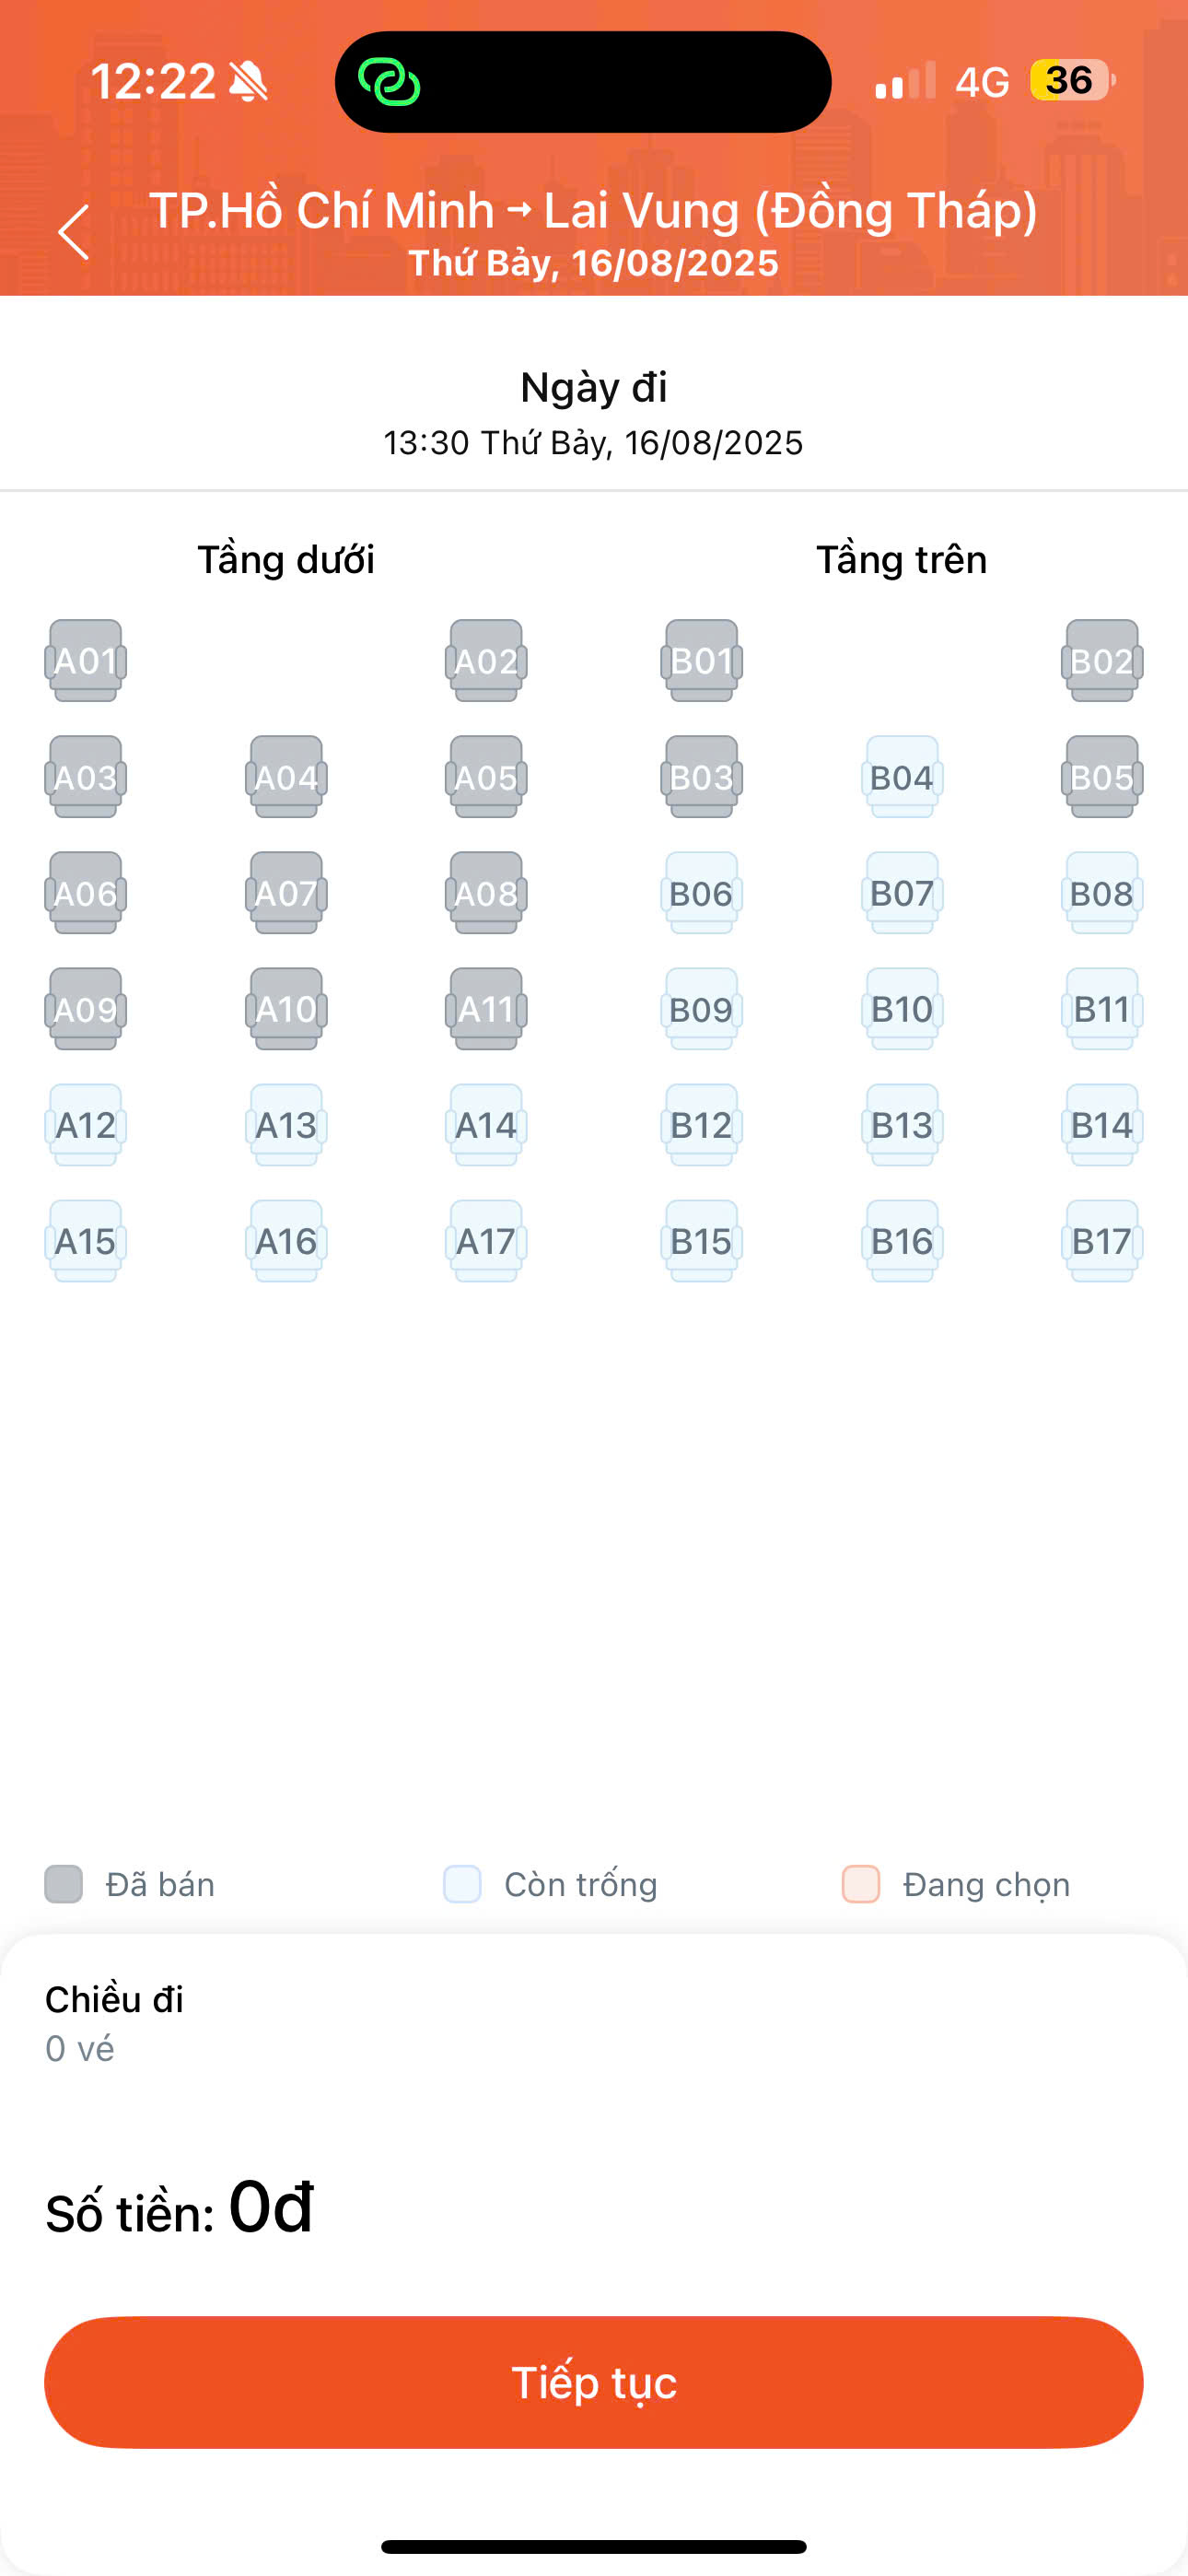 12:22 4G 36
TP.Hồ Chí Minh → Lai Vung (Đồng Tháp)
Thứ Bảy, 16/08/2025
Ngày đi
13:30 Thứ Bảy, 16/08/2025
Tầng dưới Tầng trên
A01 A02 B01 B02
A03 A04 A05 B03 B04 B05
A06 A07 A08 B06 B07 B08
A09 A10 A11 B09 B10 B11
A12 A13 A14 B12 B13 B14
A15 A16 A17 B15 B16 B17
Đã bán Còn trống Đang chọn
Chiều đi
0 vé
Số tiền: 0đ
Tiếp tục